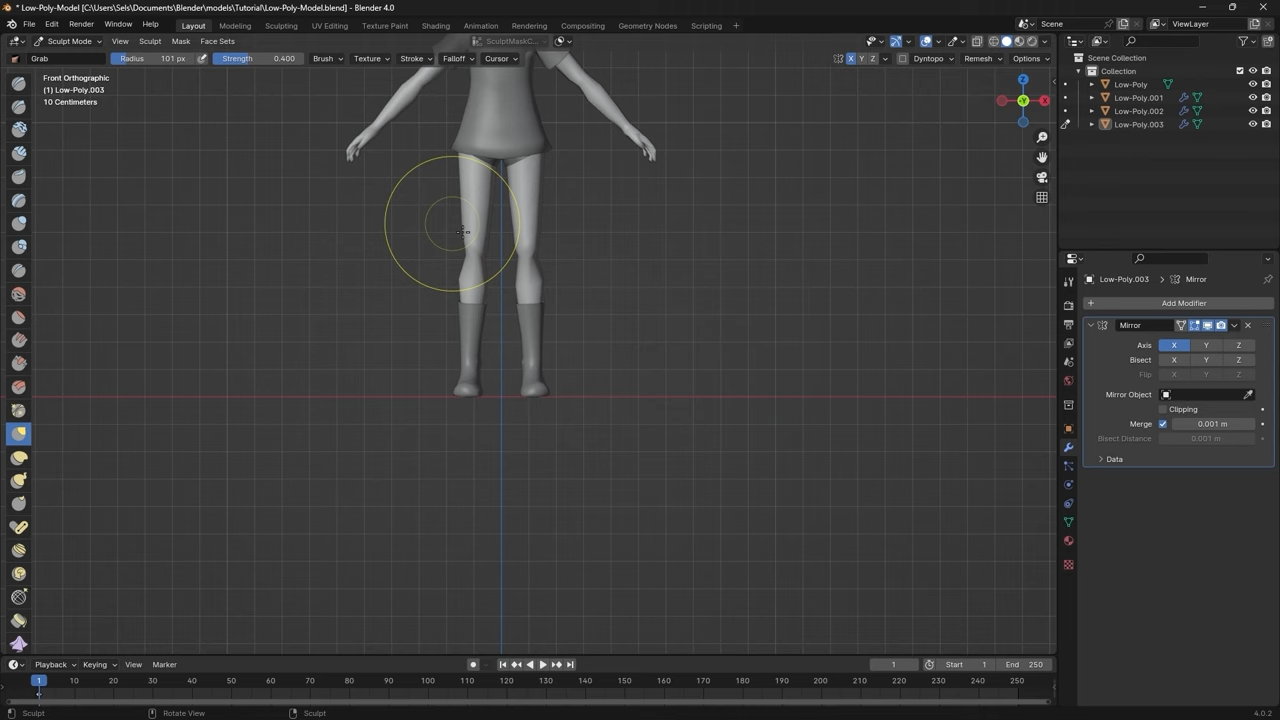 * Low-Poly-Model [C:\Users\Sels\Documents\Blender\models\Tutorial\Low-Poly-Model.blend] - Blender 4.0
File Edit Render Window Help Layout Modeling Sculpting UV Editing Texture Paint Shading Animation Rendering Compositing Geometry Nodes Scripting + Scene ViewLayer
Sculpt Mode View Sculpt Mask Face Sets SculptMaskC...
Grab Radius 101 px Strength 0.400 Brush Texture Stroke Falloff Cursor X Y Z Dyntopo Remesh Options
Front Orthographic
(1) Low-Poly.003
10 Centimeters
Z
Y
X
Scene Collection
Collection
Low-Poly
Low-Poly.001
Low-Poly.002
Low-Poly.003
Low-Poly.003 > Mirror
+ Add Modifier
Mirror
Axis X Y Z
Bisect X Y Z
Flip X Y Z
Mirror Object
Clipping
Merge 0.001 m
Bisect Distance 0.001 m
> Data
Playback Keying View Marker 1 Start 1 End 250
1 10 20 30 40 50 60 70 80 90 100 110 120 130 140 150 160 170 180 190 200 210 220 230 240 250
Sculpt Rotate View Sculpt 4.0.2